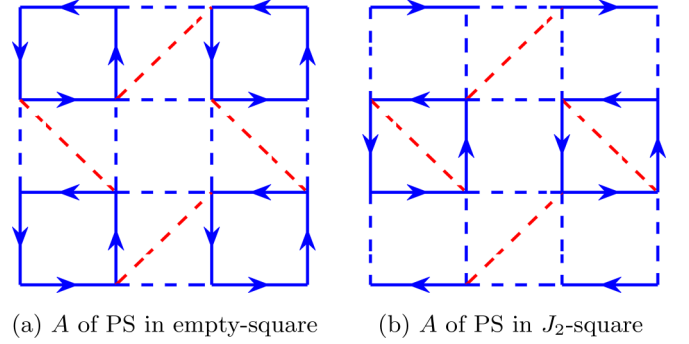 (a) A of PS in empty-square
(b) A of PS in J₂-square